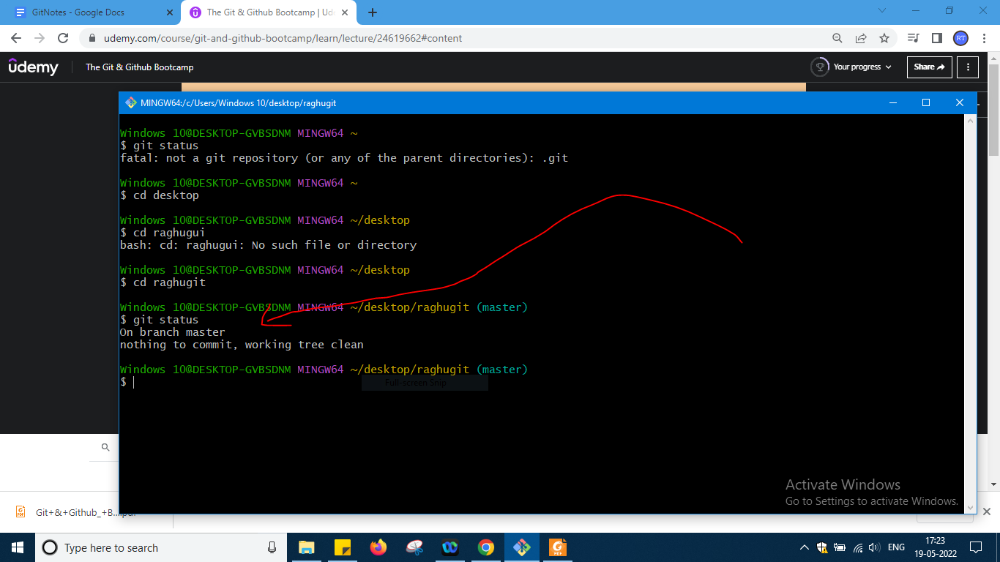 GitNotes - Google Docs
The Git & Github Bootcamp | Ud
udemy.com/course/git-and-github-bootcamp/learn/lecture/24619662#content
RT
ûdemy
The Git & Github Bootcamp
Your progress
Share
MINGW64:/c/Users/Windows 10/desktop/raghugit
Windows 10@DESKTOP-GVBSDNM MINGW64 ~
$ git status
fatal: not a git repository (or any of the parent directories): .git
Windows 10@DESKTOP-GVBSDNM MINGW64 ~
$ cd desktop
Windows 10@DESKTOP-GVBSDNM MINGW64 ~/desktop
$ cd raghugui
bash: cd: raghugui: No such file or directory
Windows 10@DESKTOP-GVBSDNM MINGW64 ~/desktop
$ cd raghugit
Windows 10@DESKTOP-GVBSDNM MINGW64 ~/desktop/raghugit (master)
$ git status
On branch master
nothing to commit, working tree clean
Windows 10@DESKTOP-GVBSDNM MINGW64 ~/desktop/raghugit (master)
$
Full-screen Snip
Activate Windows
Go to Settings to activate Windows.
Git+&+Github_+B....pdf
Type here to search
ENG
17:23
19-05-2022